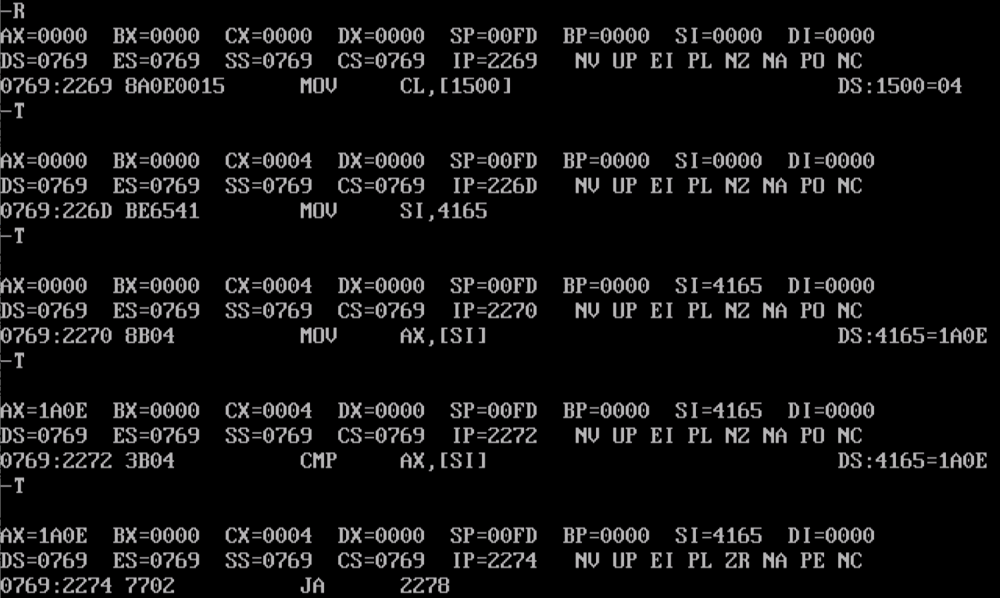 -R
AX=0000  BX=0000  CX=0000  DX=0000  SP=00FD  BP=0000  SI=0000  DI=0000
DS=0769  ES=0769  SS=0769  CS=0769  IP=2269   NV UP EI PL NZ NA PO NC
0769:2269 8A0E0015      MOV     CL,[1500]                          DS:1500=04
-T
AX=0000  BX=0000  CX=0004  DX=0000  SP=00FD  BP=0000  SI=0000  DI=0000
DS=0769  ES=0769  SS=0769  CS=0769  IP=226D   NV UP EI PL NZ NA PO NC
0769:226D BE6541        MOV     SI,4165
-T
AX=0000  BX=0000  CX=0004  DX=0000  SP=00FD  BP=0000  SI=4165  DI=0000
DS=0769  ES=0769  SS=0769  CS=0769  IP=2270   NV UP EI PL NZ NA PO NC
0769:2270 8B04          MOV     AX,[SI]                            DS:4165=1A0E
-T
AX=1A0E  BX=0000  CX=0004  DX=0000  SP=00FD  BP=0000  SI=4165  DI=0000
DS=0769  ES=0769  SS=0769  CS=0769  IP=2272   NV UP EI PL NZ NA PO NC
0769:2272 3B04          CMP     AX,[SI]                            DS:4165=1A0E
-T
AX=1A0E  BX=0000  CX=0004  DX=0000  SP=00FD  BP=0000  SI=4165  DI=0000
DS=0769  ES=0769  SS=0769  CS=0769  IP=2274   NV UP EI PL ZR NA PE NC
0769:2274 7702          JA      2278